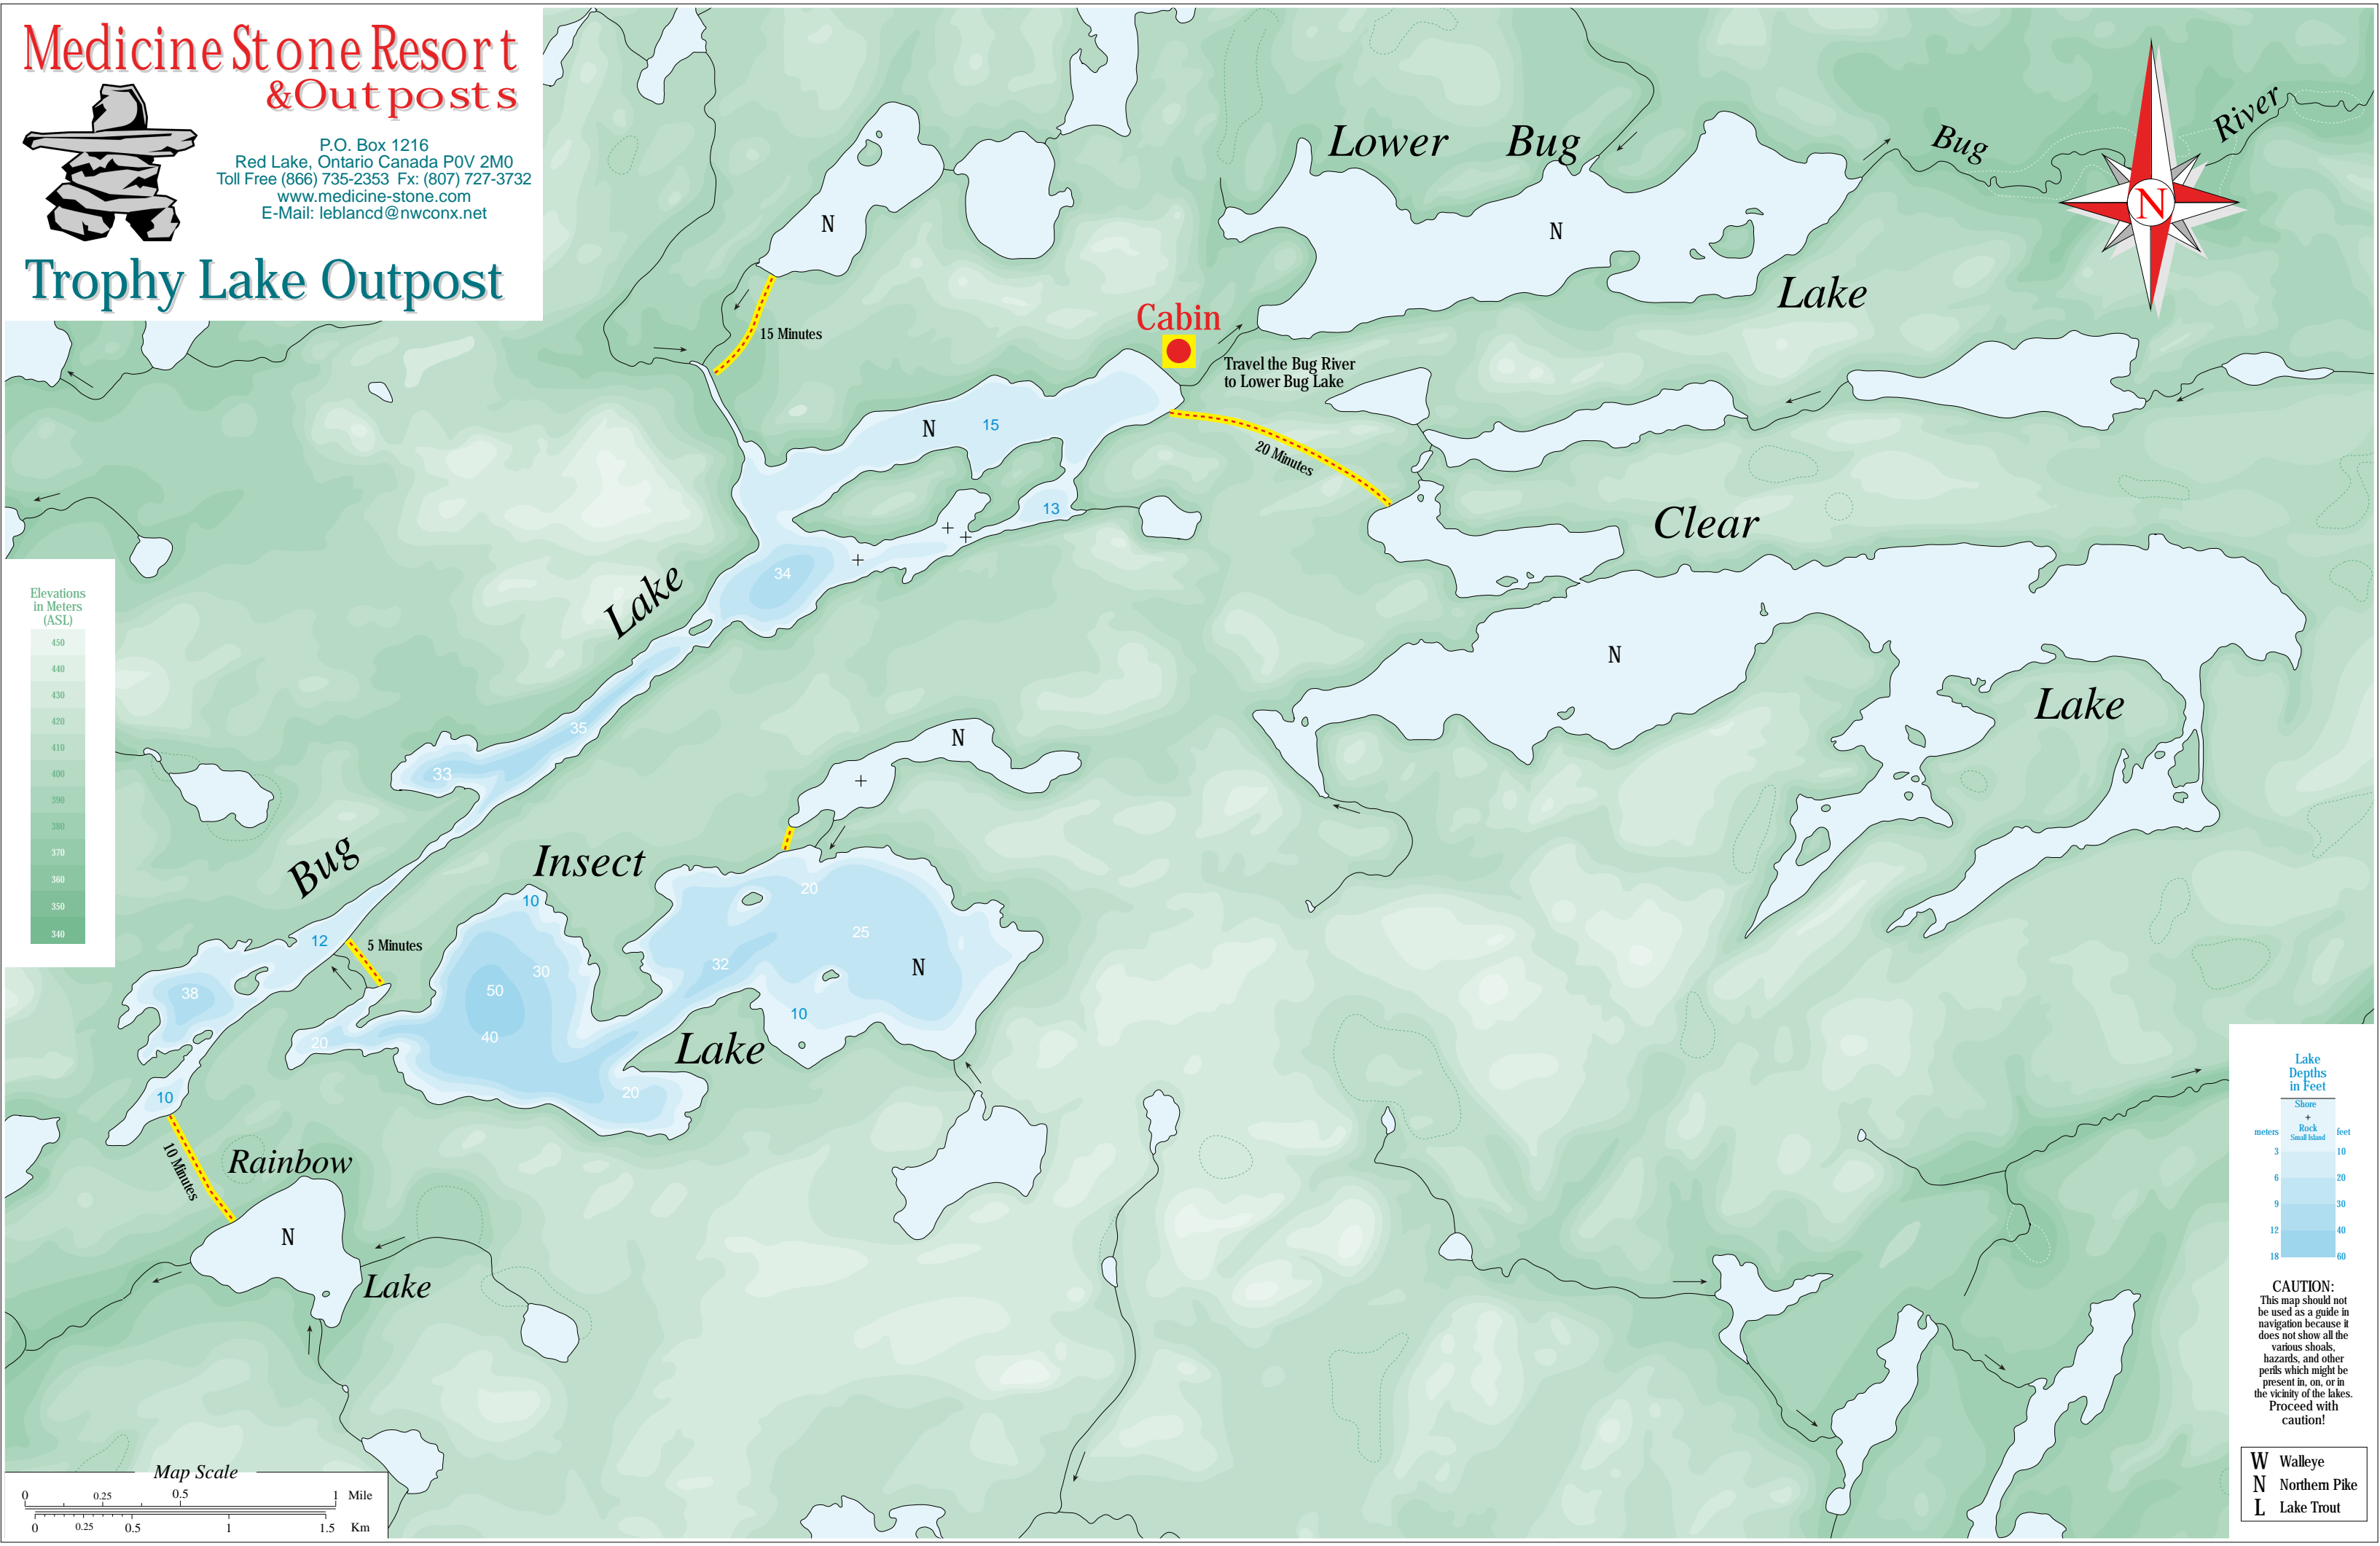 Medicine Stone Resort
&Outposts
P.O. Box 1216
Red Lake, Ontario Canada P0V 2M0
Toll Free (866) 735-2353  Fx: (807) 727-3732
www.medicine-stone.com
E-Mail: leblancd@nwconx.net
Trophy Lake Outpost
Lower Bug
Lake
N
N
Bug River
N
15 Minutes
Cabin
Travel the Bug River
to Lower Bug Lake
20 Minutes
N
15
13
34
Clear
Lake
N
Bug Lake
35
33
12
38
10
5 Minutes
N
Insect
Lake
10
30
50
40
20
20
20
25
32
10
N
10 Minutes
Rainbow
Lake
N
Elevations
in Meters
(ASL)
450
440
430
420
410
400
390
380
370
360
350
340
Lake
Depths
in Feet
Shore
+
Rock
Small Island
meters feet
3 10
6 20
9 30
12 40
18 60
CAUTION:
This map should not
be used as a guide in
navigation because it
does not show all the
various shoals,
hazards, and other
perils which might be
present in, on, or in
the vicinity of the lakes.
Proceed with
caution!
W Walleye
N Northern Pike
L Lake Trout
Map Scale
0 0.25 0.5 1 Mile
0 0.25 0.5 1 1.5 Km